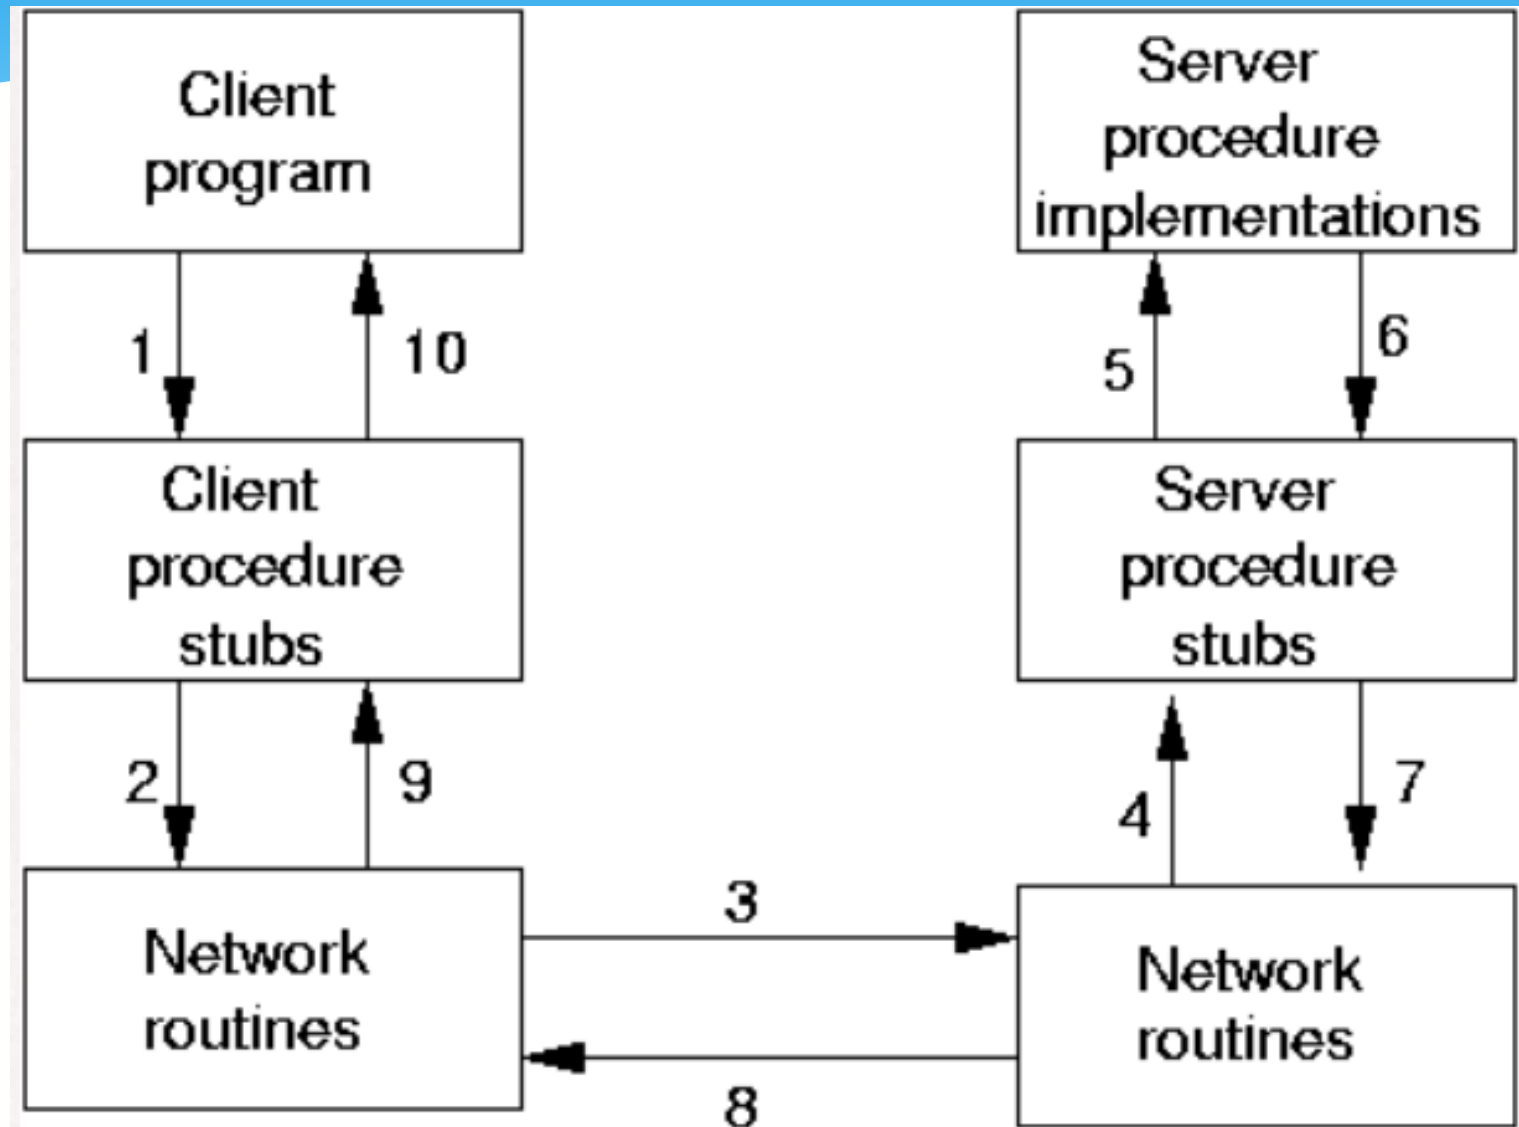 Client
program
Server
procedure
implementations
1
10
5
6
Client
procedure
stubs
Server
procedure
stubs
2
9
4
7
Network
routines
3
8
Network
routines